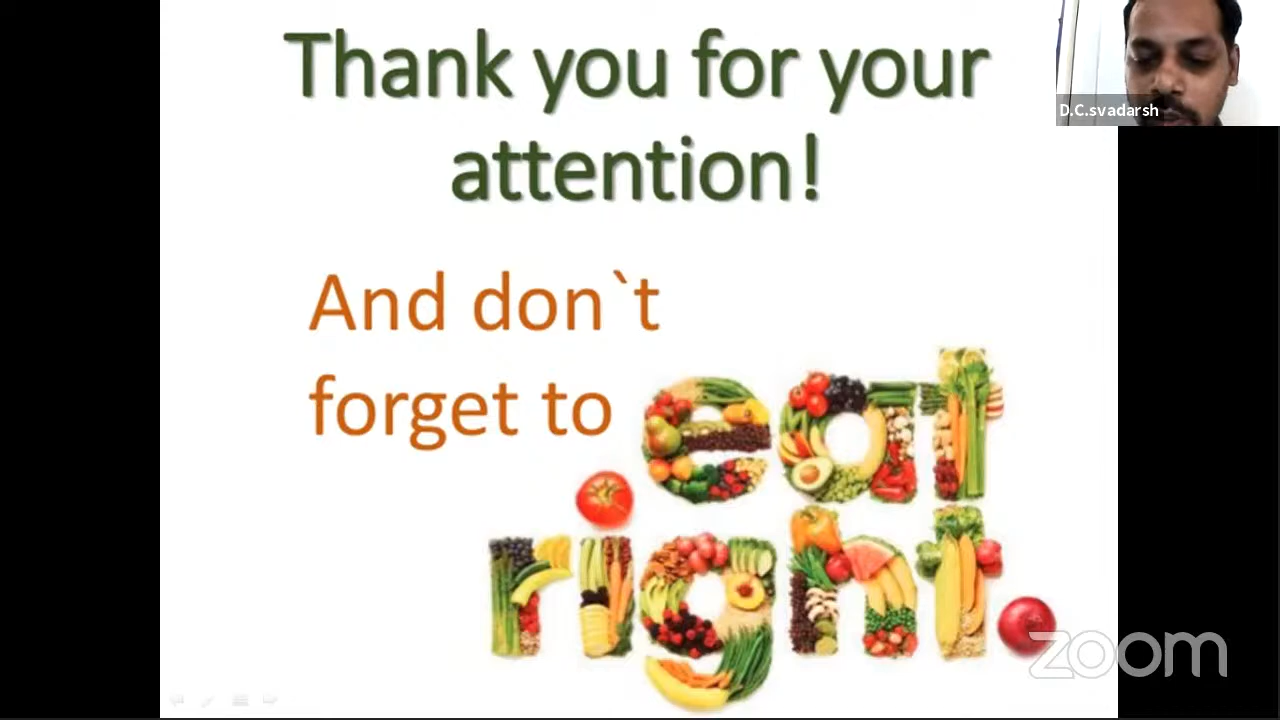 Thank you for your
attention!
D.C.svadarsh
And don`t
forget to
eat
right.
zoom